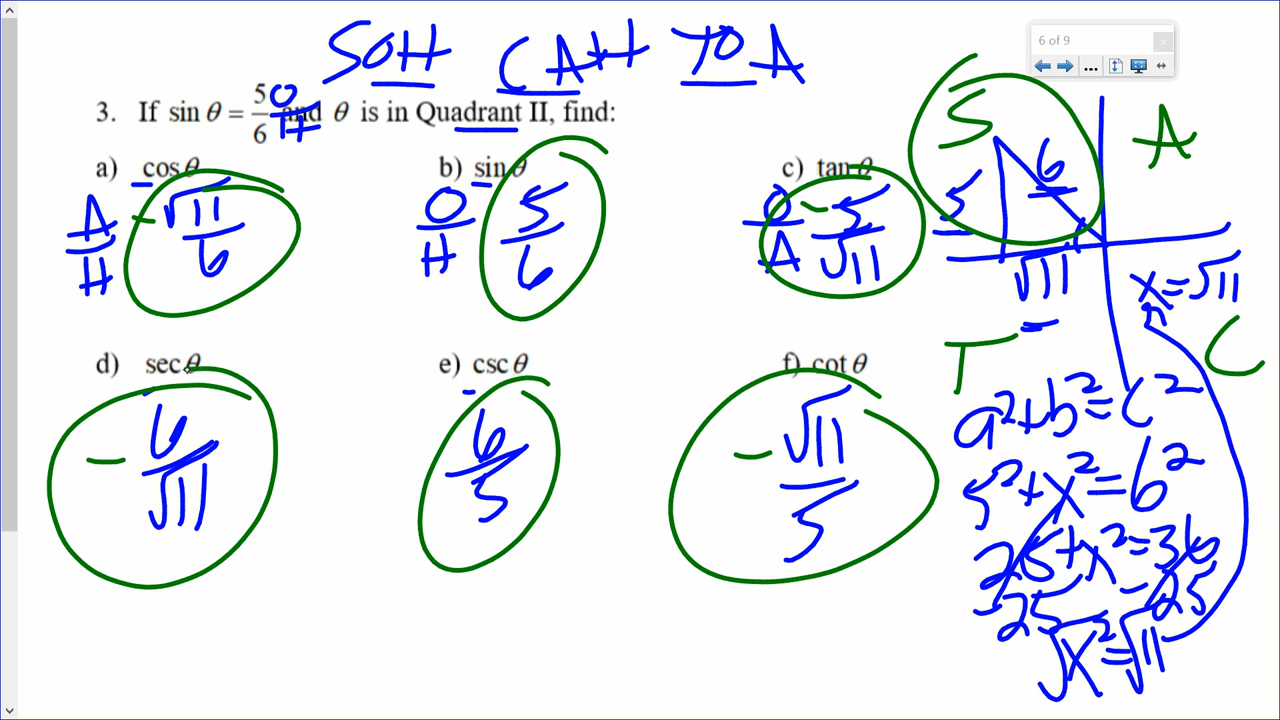 SOH CAH TOA
6 of 9
3. If sin θ = 5/6 and θ is in Quadrant II, find:
O/H
a) cos θ
A/H
-√11/6
b) sin θ
O/H
5/6
c) tan θ
O/A
-5/√11
d) sec θ
-6/√11
e) csc θ
6/5
f) cot θ
-√11/5
S
A
T
C
5
6
√11
x=√11
a²+b²=c²
5²+x²=6²
25+x²=36
-25 -25
√x²=√11